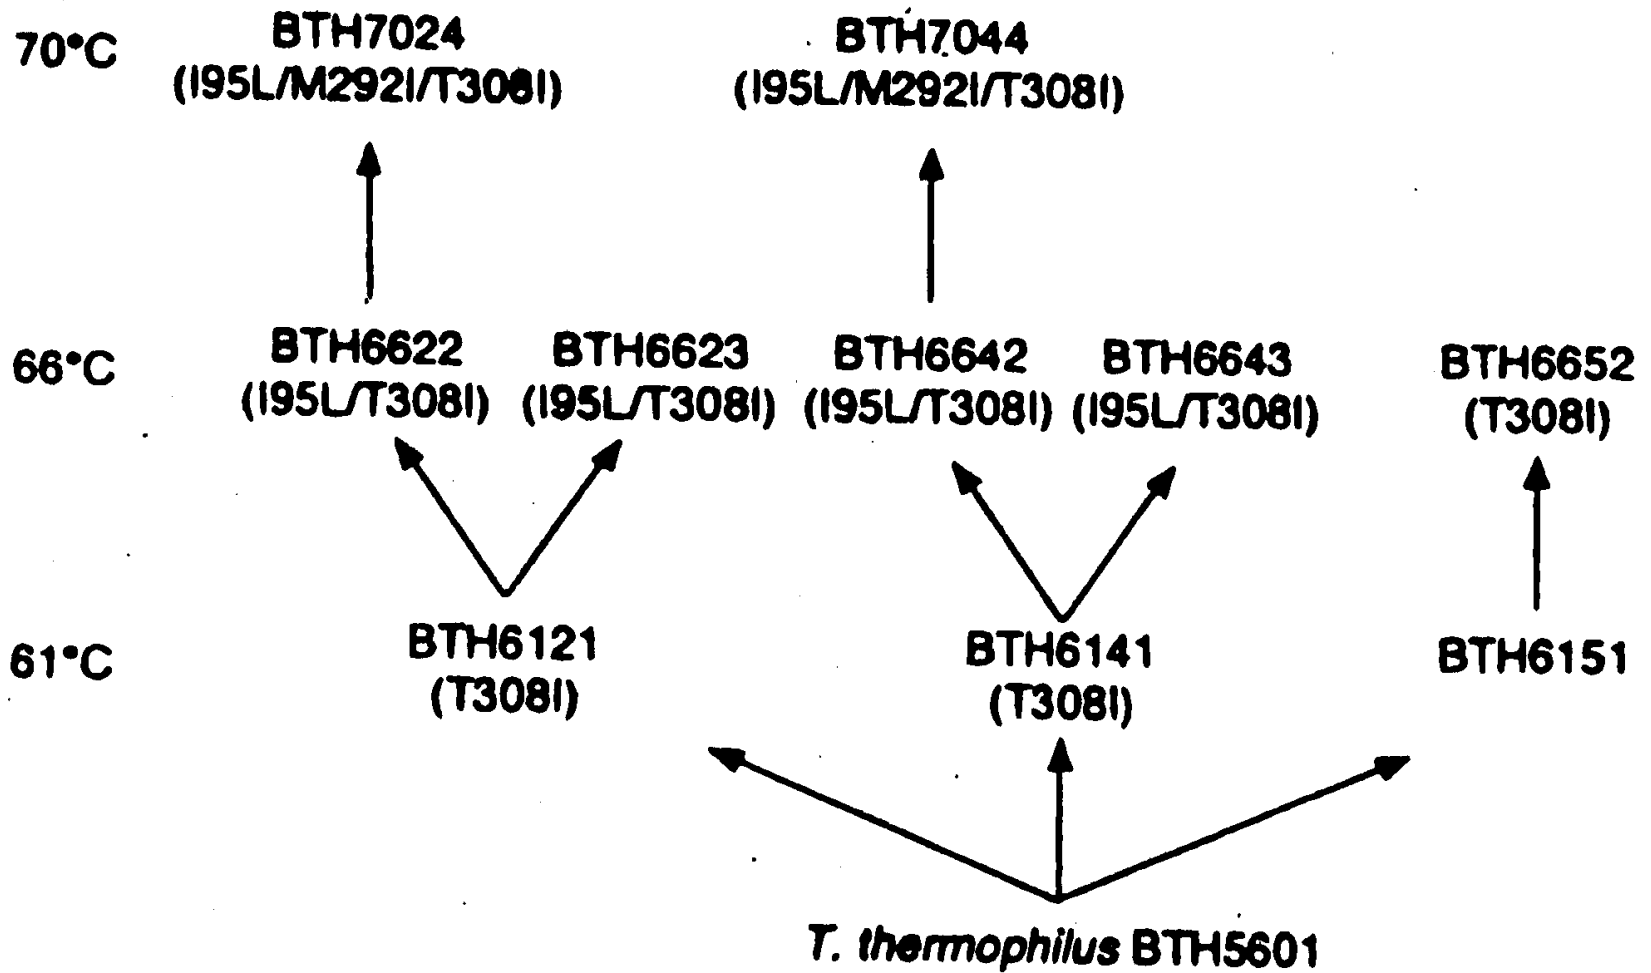 70°C
BTH7024
(I95L/M292I/T308I)
BTH7044
(I95L/M292I/T308I)
66°C
BTH6622
(I95L/T308I)
BTH6623
(I95L/T308I)
BTH6642
(I95L/T308I)
BTH6643
(I95L/T308I)
BTH6652
(T308I)
61°C
BTH6121
(T308I)
BTH6141
(T308I)
BTH6151
T. thermophilus BTH5601